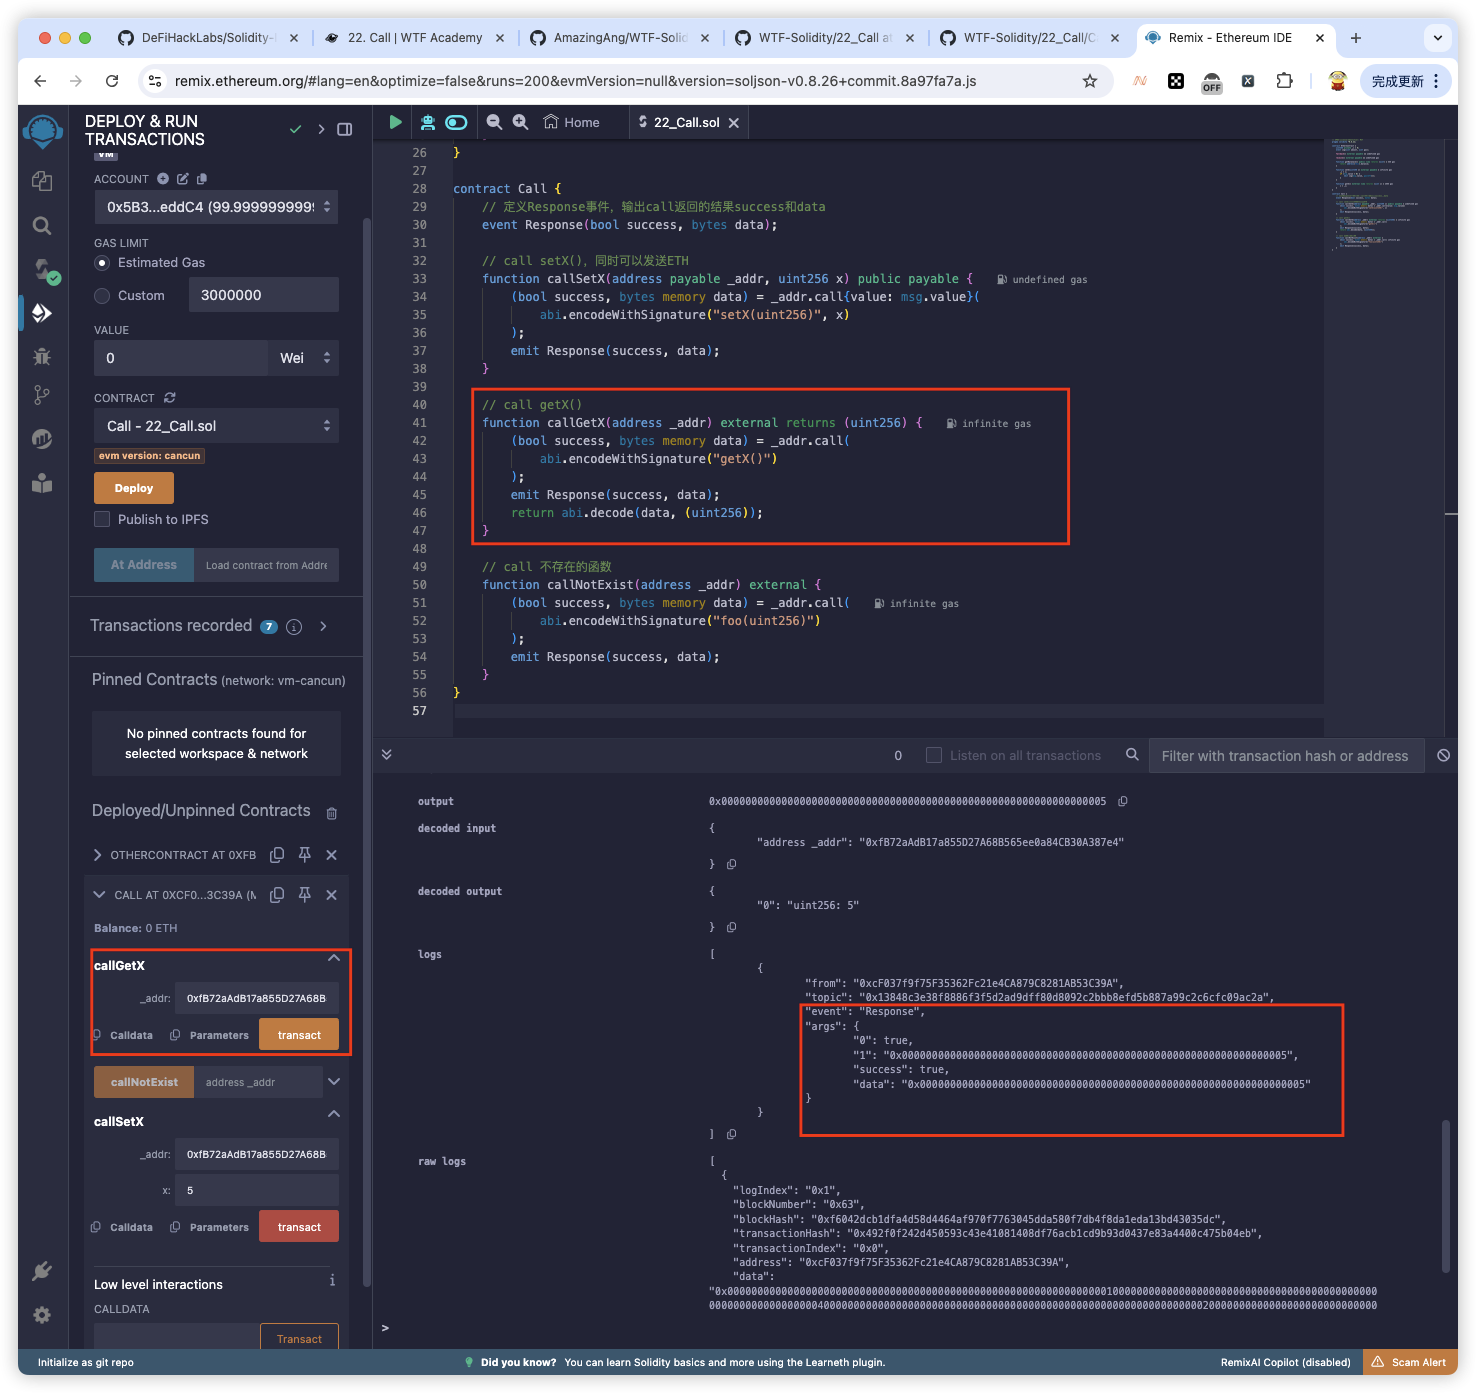 DeFiHackLabs/Solidity-
22. Call | WTF Academy
AmazingAng/WTF-Solid
WTF-Solidity/22_Call at
WTF-Solidity/22_Call/C
Remix - Ethereum IDE
remix.ethereum.org/#lang=en&optimize=false&runs=200&evmVersion=null&version=soljson-v0.8.26+commit.8a97fa7a.js
OFF
完成更新
DEPLOY & RUN
TRANSACTIONS
VM
ACCOUNT
0x5B3...eddC4 (99.9999999999
GAS LIMIT
Estimated Gas
Custom
3000000
VALUE
0
Wei
CONTRACT
Call - 22_Call.sol
evm version: cancun
Deploy
Publish to IPFS
At Address
Load contract from Addre
Transactions recorded 7
Pinned Contracts (network: vm-cancun)
No pinned contracts found for
selected workspace & network
Deployed/Unpinned Contracts
OTHERCONTRACT AT 0XFB
CALL AT 0XCF0...3C39A (M
Balance: 0 ETH
callGetX
_addr: 0xfB72aAdB17a855D27A68B
Calldata Parameters transact
callNotExist address _addr
callSetX
_addr: 0xfB72aAdB17a855D27A68B
x: 5
Calldata Parameters transact
Low level interactions
CALLDATA
Transact
Home
22_Call.sol
26 }
27
28 contract Call {
29 // 定义Response事件，输出call返回的结果success和data
30 event Response(bool success, bytes data);
31
32 // call setX()，同时可以发送ETH
33 function callSetX(address payable _addr, uint256 x) public payable { undefined gas
34 (bool success, bytes memory data) = _addr.call{value: msg.value}(
35 abi.encodeWithSignature("setX(uint256)", x)
36 );
37 emit Response(success, data);
38 }
39
40 // call getX()
41 function callGetX(address _addr) external returns (uint256) { infinite gas
42 (bool success, bytes memory data) = _addr.call(
43 abi.encodeWithSignature("getX()")
44 );
45 emit Response(success, data);
46 return abi.decode(data, (uint256));
47 }
48
49 // call 不存在的函数
50 function callNotExist(address _addr) external {
51 (bool success, bytes memory data) = _addr.call( infinite gas
52 abi.encodeWithSignature("foo(uint256)")
53 );
54 emit Response(success, data);
55 }
56 }
57
0
Listen on all transactions
Filter with transaction hash or address
output 0x0000000000000000000000000000000000000000000000000000000000000005
decoded input {
"address _addr": "0xfB72aAdB17a855D27A68B565ee0a84CB30A387e4"
}
decoded output {
"0": "uint256: 5"
}
logs [
{
"from": "0xcF037f9f75F35362Fc21e4CA879C8281AB53C39A",
"topic": "0x13848c3e38f8886f3f5d2ad9dff80d8092c2bbb8efd5b887a99c2c6cfc09ac2a",
"event": "Response",
"args": {
"0": true,
"1": "0x0000000000000000000000000000000000000000000000000000000000000005",
"success": true,
"data": "0x0000000000000000000000000000000000000000000000000000000000000005"
}
}
]
raw logs [
{
"logIndex": "0x1",
"blockNumber": "0x63",
"blockHash": "0xf6042dcb1dfa4d58d4464af970f7763045dda580f7db4f8da1eda13bd43035dc",
"transactionHash": "0x492f0f242d450593c43e41081408df76acb1cd9b93d0437e83a4400c475b04eb",
"transactionIndex": "0x0",
"address": "0xcF037f9f75F35362Fc21e4CA879C8281AB53C39A",
"data":
>
Initialize as git repo
Did you know? You can learn Solidity basics and more using the Learneth plugin.
RemixAI Copilot (disabled)
Scam Alert